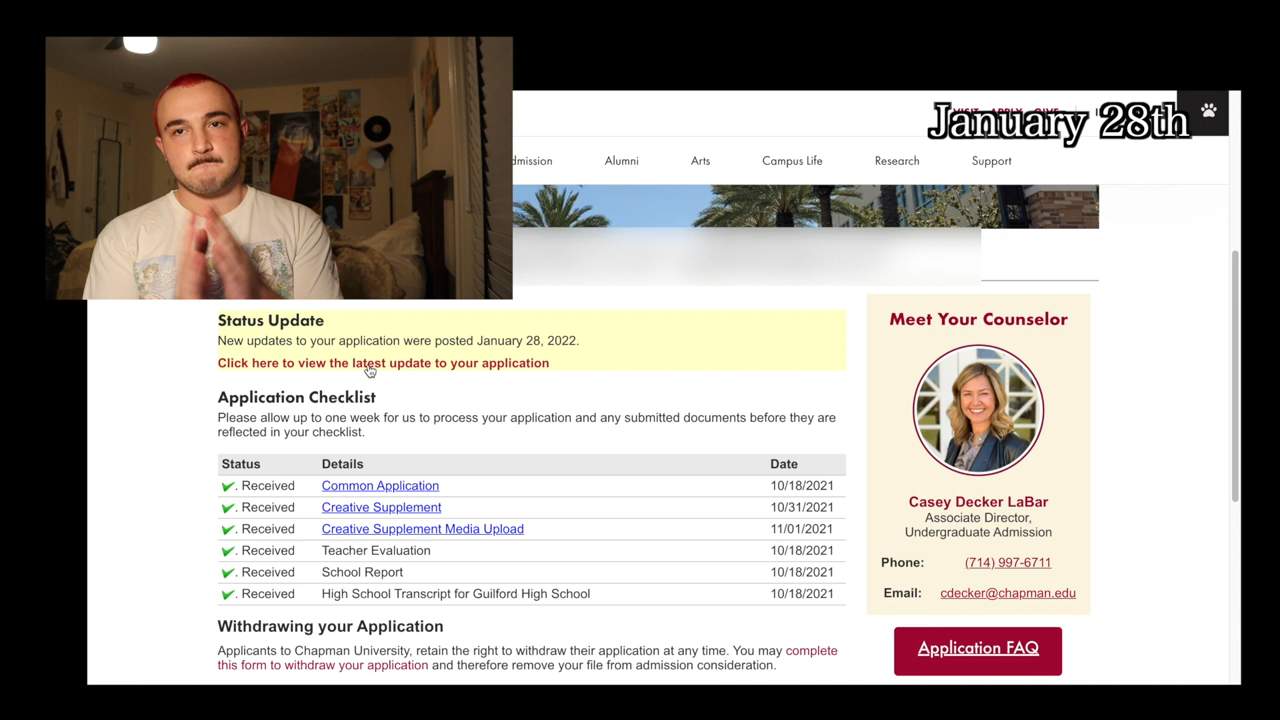 VISIT APPLY GIVE
January 28th
Alumni Arts Campus Life Research Support
Status Update
New updates to your application were posted January 28, 2022.
Click here to view the latest update to your application
Application Checklist
Please allow up to one week for us to process your application and any submitted documents before they are
reflected in your checklist.
Status Details Date
Received Common Application 10/18/2021
Received Creative Supplement 10/31/2021
Received Creative Supplement Media Upload 11/01/2021
Received Teacher Evaluation 10/18/2021
Received School Report 10/18/2021
Received High School Transcript for Guilford High School 10/18/2021
Withdrawing your Application
Applicants to Chapman University, retain the right to withdraw their application at any time. You may complete
this form to withdraw your application and therefore remove your file from admission consideration.
Meet Your Counselor
Casey Decker LaBar
Associate Director,
Undergraduate Admission
Phone: (714) 997-6711
Email: cdecker@chapman.edu
Application FAQ